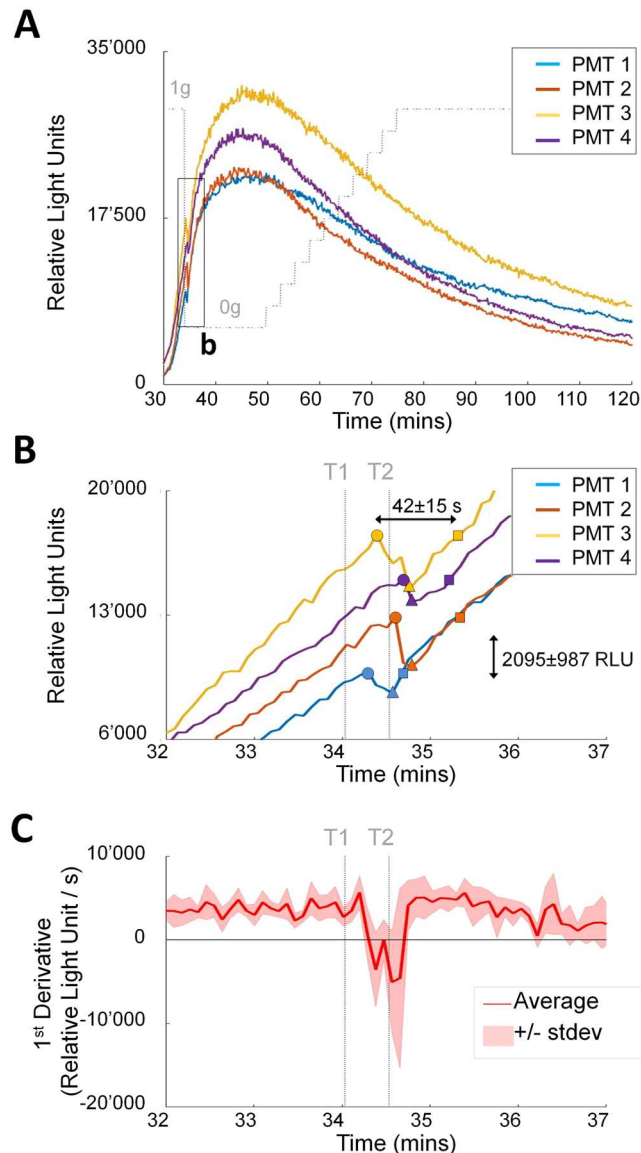 A
35’000
17’500
0
Relative Light Units
1g
0g
b
PMT 1
PMT 2
PMT 3
PMT 4
30 40 50 60 70 80 90 100 110 120
Time (mins)
B
20’000
13’000
6’000
Relative Light Units
T1 T2
42±15 s
PMT 1
PMT 2
PMT 3
PMT 4
2095±987 RLU
32 33 34 35 36 37
Time (mins)
C
10’000
0
-10’000
-20’000
1st Derivative
(Relative Light Unit / s)
T1 T2
Average
+/- stdev
32 33 34 35 36 37
Time (mins)